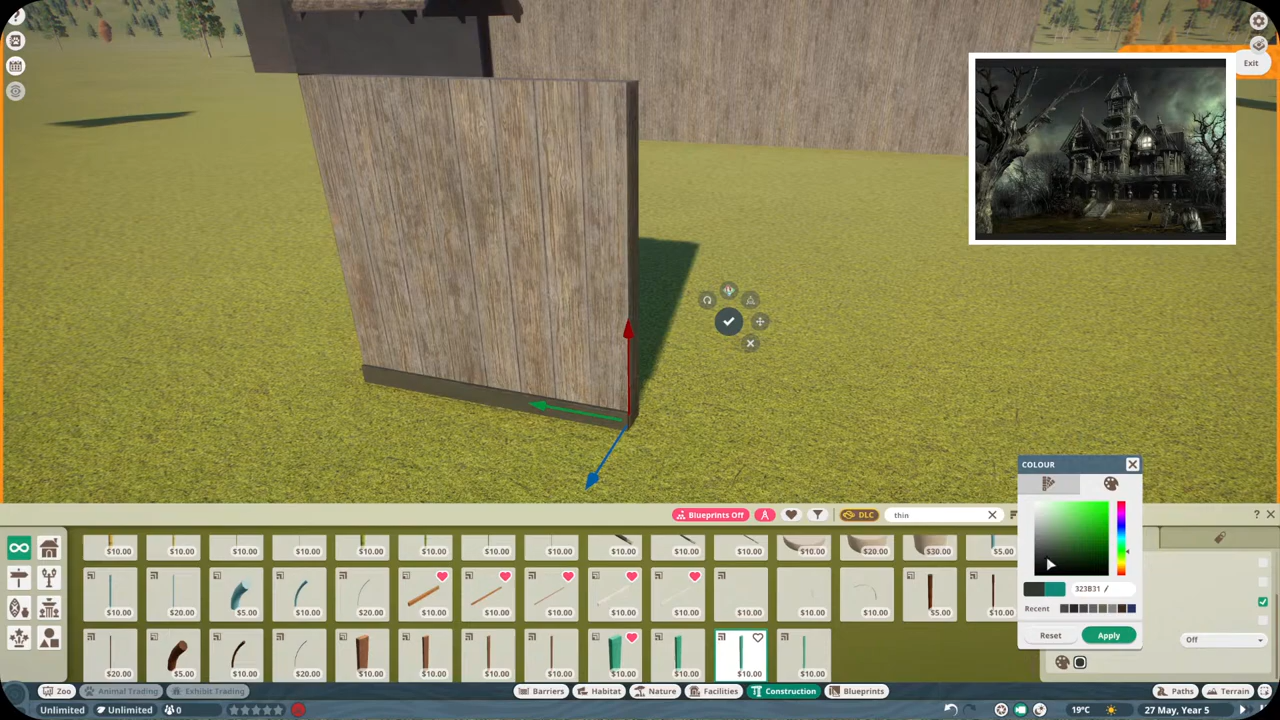 ?
Exit
COLOUR
323B31 /
Recent
Reset
Apply
Off
Blueprints Off
DLC
thin
?
$10.00 $10.00 $10.00 $10.00 $10.00 $10.00 $10.00 $10.00 $10.00 $10.00 $10.00 $10.00 $20.00 $30.00 $5.00
$10.00 $20.00 $5.00 $10.00 $20.00 $10.00 $10.00 $10.00 $10.00 $10.00 $10.00 $10.00 $10.00 $5.00 $10.00
$20.00 $5.00 $10.00 $20.00 $10.00 $10.00 $10.00 $10.00 $10.00 $10.00 $10.00 $10.00
Zoo
Animal Trading
Exhibit Trading
Barriers
Habitat
Nature
Facilities
Construction
Blueprints
Paths
Terrain
Unlimited
Unlimited
0
19°C
27 May, Year 5